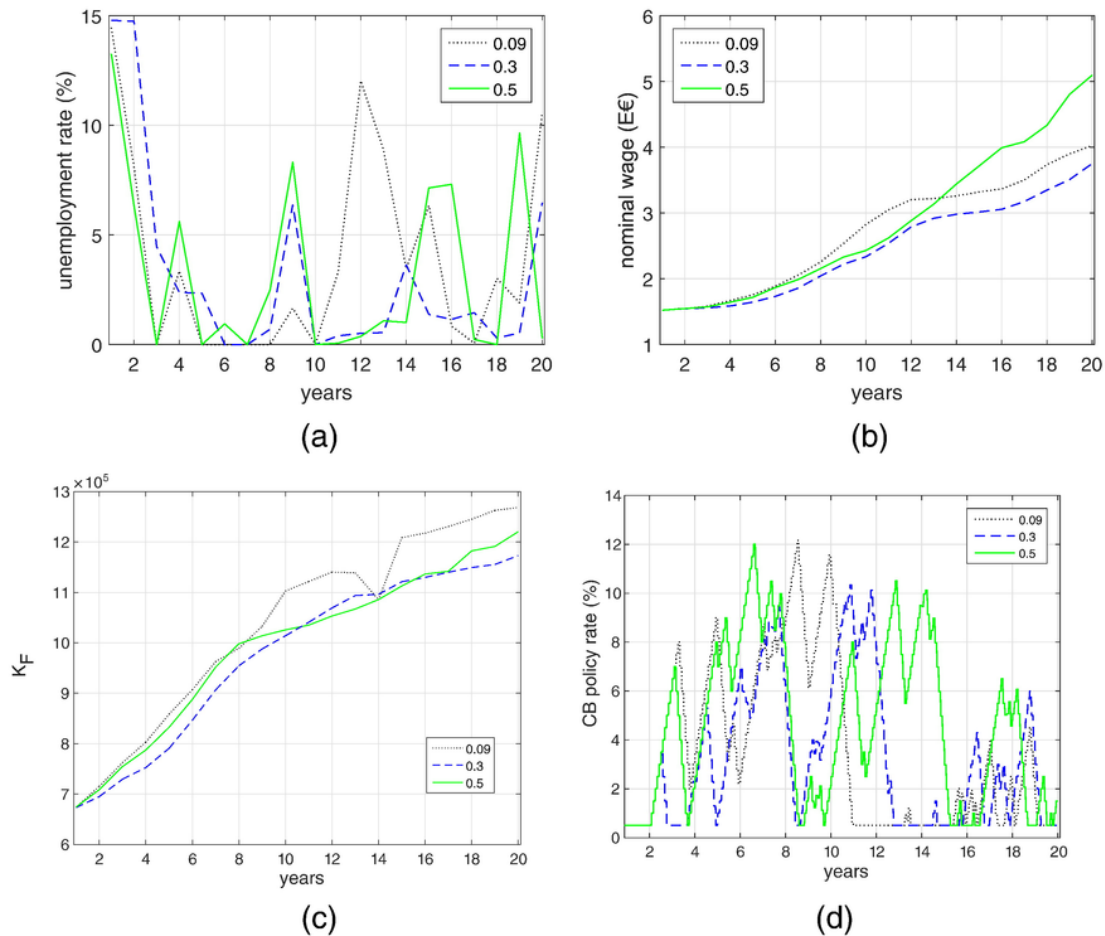 15
10
5
0
unemployment rate (%)
0.09
0.3
0.5
2 4 6 8 10 12 14 16 18 20
years
(a)
6
5
4
3
2
1
nominal wage (E€)
0.09
0.3
0.5
2 4 6 8 10 12 14 16 18 20
years
(b)
×10⁵
13
12
11
10
9
8
7
6
K_F
0.09
0.3
0.5
2 4 6 8 10 12 14 16 18 20
years
(c)
14
12
10
8
6
4
2
0
CB policy rate (%)
0.09
0.3
0.5
2 4 6 8 10 12 14 16 18 20
years
(d)